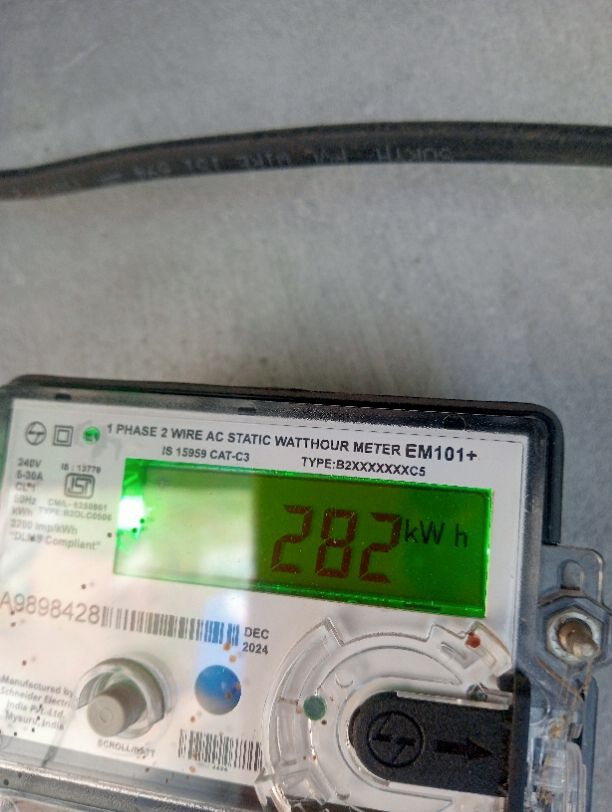 1 PHASE 2 WIRE AC STATIC WATTHOUR METER EM101+
IS 15959 CAT-C3
TYPE:B2XXXXXXXC5
240V
5-30A
50Hz
kWh
3200 imp/kWh
"DLMS Compliant"
IS : 13779
ISI
282 kWh
A9898428
DEC
2024
Manufactured by
Schneider Electric
India Pvt Ltd.
Mysuru, India